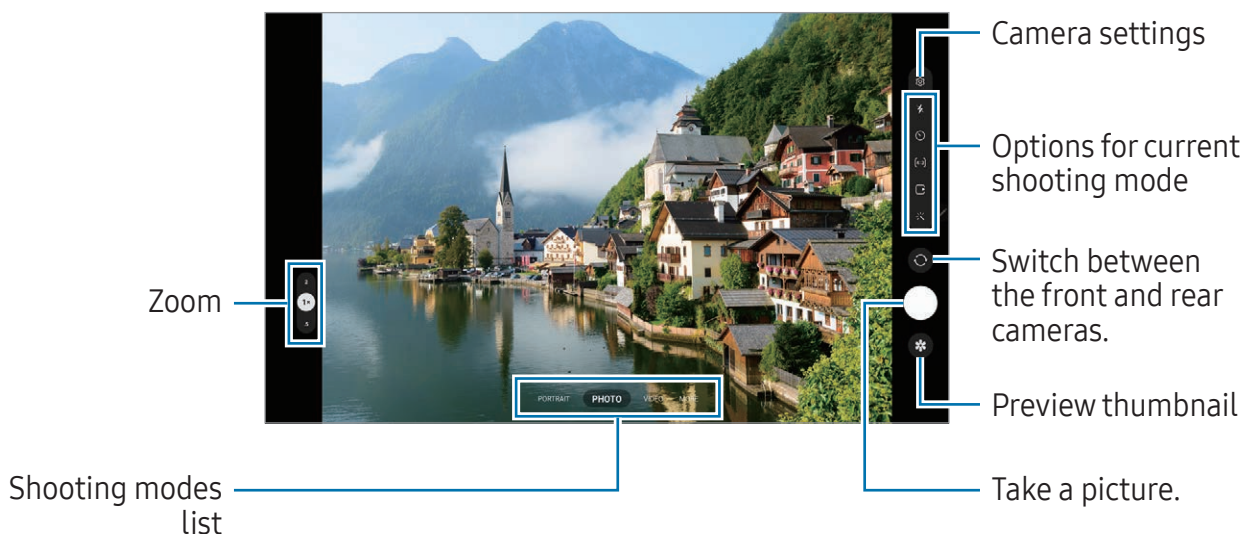 Camera settings
Options for current
shooting mode
Switch between
the front and rear
cameras.
Zoom
1×
PORTRAIT PHOTO VIDEO MORE
Preview thumbnail
Take a picture.
Shooting modes
list